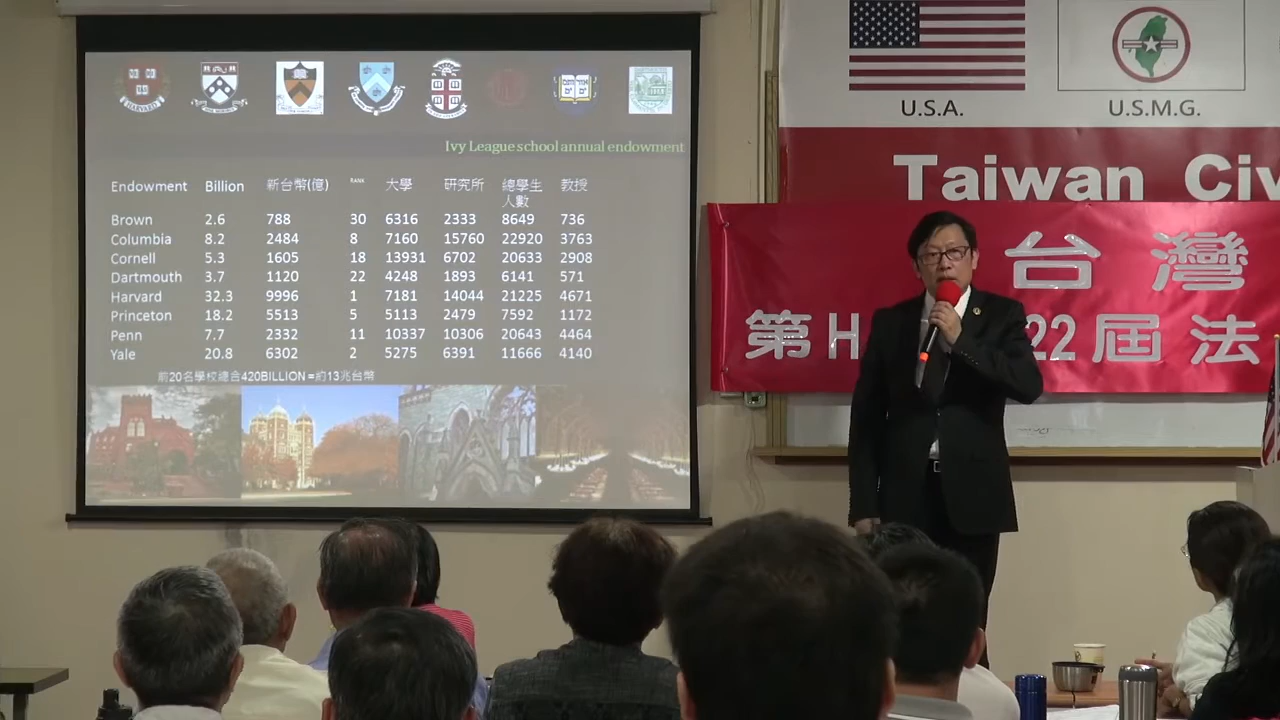 HARVARD
Ivy League school annual endowment
Endowment Billion 新台幣(億) RANK 大學 研究所 總學生人數 教授
Brown 2.6 788 30 6316 2333 8649 736
Columbia 8.2 2484 8 7160 15760 22920 3763
Cornell 5.3 1605 18 13931 6702 20633 2908
Dartmouth 3.7 1120 22 4248 1893 6141 571
Harvard 32.3 9996 1 7181 14044 21225 4671
Princeton 18.2 5513 5 5113 2479 7592 1172
Penn 7.7 2332 11 10337 10306 20643 4464
Yale 20.8 6302 2 5275 6391 11666 4140
前20名學校總合420BILLION=約13兆台幣
U.S.A. U.S.M.G.
Taiwan Civ
台灣
第H 22屆法